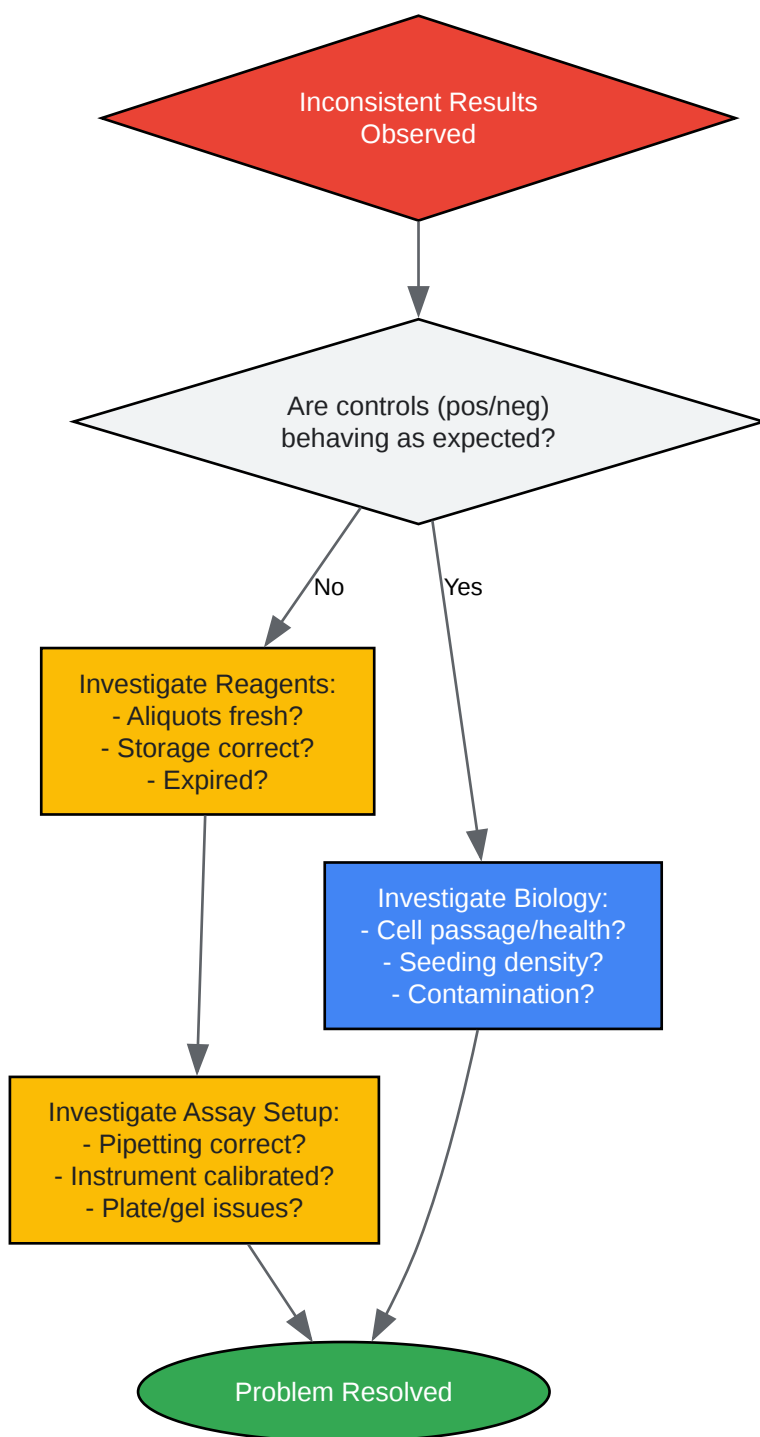 Inconsistent Results
Observed
Are controls (pos/neg)
behaving as expected?
No
Yes
Investigate Reagents:
- Aliquots fresh?
- Storage correct?
- Expired?
Investigate Biology:
- Cell passage/health?
- Seeding density?
- Contamination?
Investigate Assay Setup:
- Pipetting correct?
- Instrument calibrated?
- Plate/gel issues?
Problem Resolved